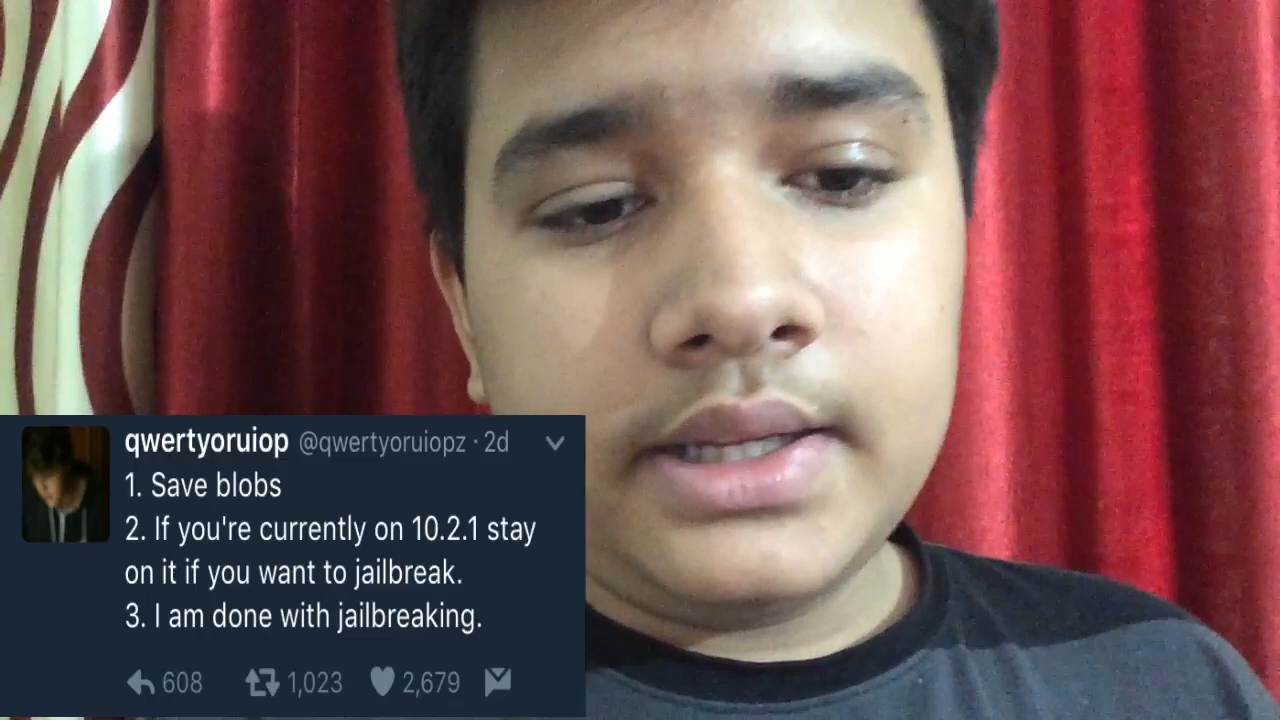 qwertyoruiop @qwertyoruiopz · 2d
1. Save blobs
2. If you're currently on 10.2.1 stay
on it if you want to jailbreak.
3. I am done with jailbreaking.
608 1,023 2,679